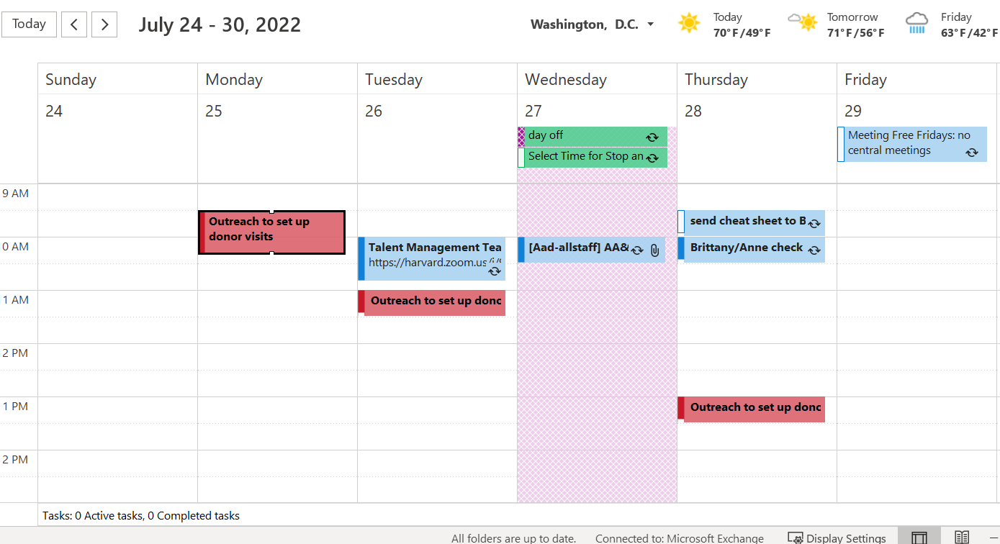 Today
July 24 - 30, 2022
Washington, D.C.
Today
70°F/49°F
Tomorrow
71°F/56°F
Friday
63°F/42°F
Sunday
Monday
Tuesday
Wednesday
Thursday
Friday
24
25
26
27
28
29
day off
Select Time for Stop an
Meeting Free Fridays: no
central meetings
9 AM
Outreach to set up
donor visits
send cheat sheet to B
0 AM
Talent Management Tea
https://harvard.zoom.us
[Aad-allstaff] AA&
Brittany/Anne check
1 AM
Outreach to set up donc
2 PM
1 PM
Outreach to set up donc
2 PM
Tasks: 0 Active tasks, 0 Completed tasks
All folders are up to date.
Connected to: Microsoft Exchange
Display Settings